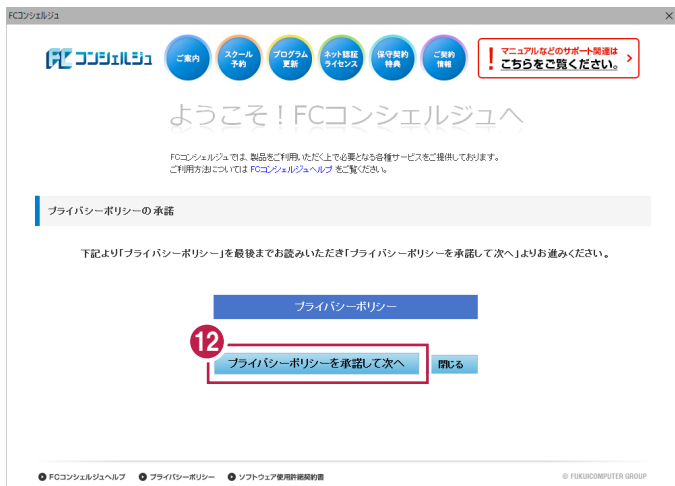 FCコンシェルジュ
FC コンシェルジュ
ご案内
スクール
予約
プログラム
更新
ネット認証
ライセンス
保守契約
特典
ご契約
情報
マニュアルなどのサポート関連は
こちらをご覧ください。
ようこそ！FCコンシェルジュへ
FCコンシェルジュでは、製品をご利用いただく上で必要となる各種サービスをご提供しております。
ご利用方法については FCコンシェルジュヘルプ をご覧ください。
プライバシーポリシーの承諾
下記より「プライバシーポリシー」を最後までお読みいただき「プライバシーポリシーを承諾して次へ」よりお進みください。
プライバシーポリシー
12
プライバシーポリシーを承諾して次へ 閉じる
FCコンシェルジュヘルプ プライバシーポリシー ソフトウェア使用許諾契約書 © FUKUICOMPUTER GROUP